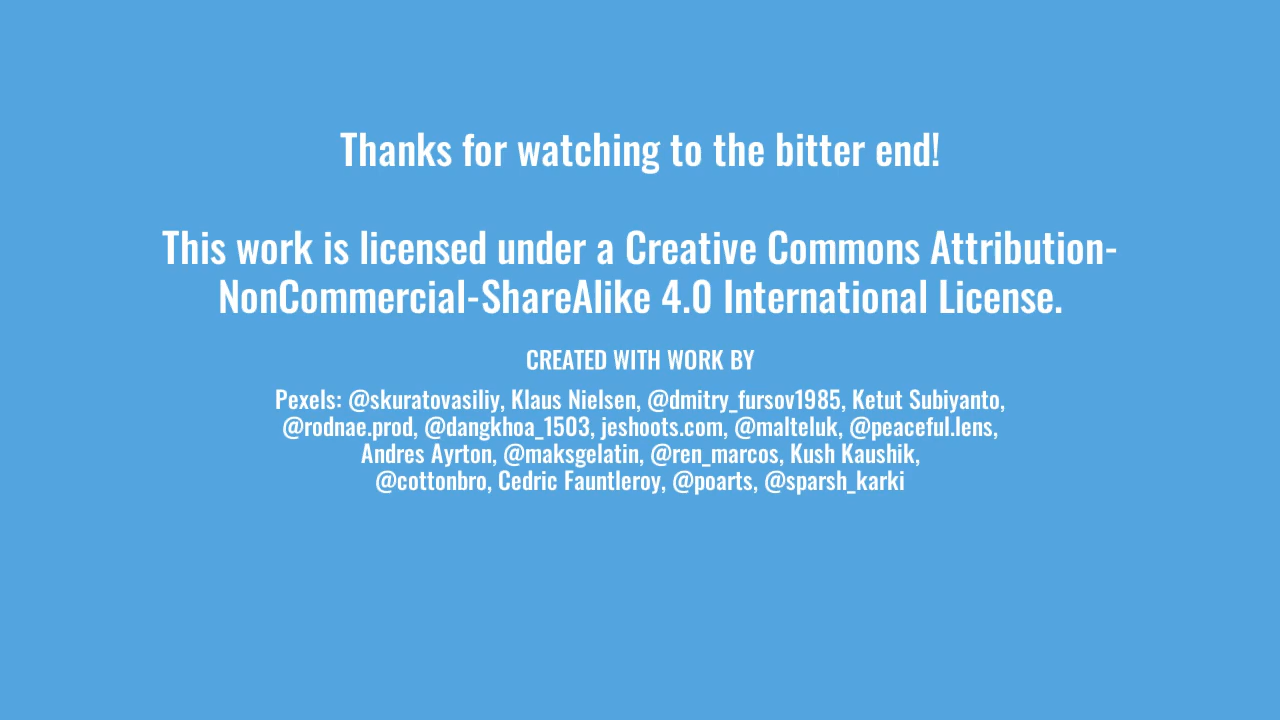 Thanks for watching to the bitter end!
This work is licensed under a Creative Commons Attribution-
NonCommercial-ShareAlike 4.0 International License.
CREATED WITH WORK BY
Pexels: @skuratovasiliy, Klaus Nielsen, @dmitry_fursov1985, Ketut Subiyanto,
@rodnae.prod, @dangkhoa_1503, jeshoots.com, @malteluk, @peaceful.lens,
Andres Ayrton, @maksgelatin, @ren_marcos, Kush Kaushik,
@cottonbro, Cedric Fauntleroy, @poarts, @sparsh_karki